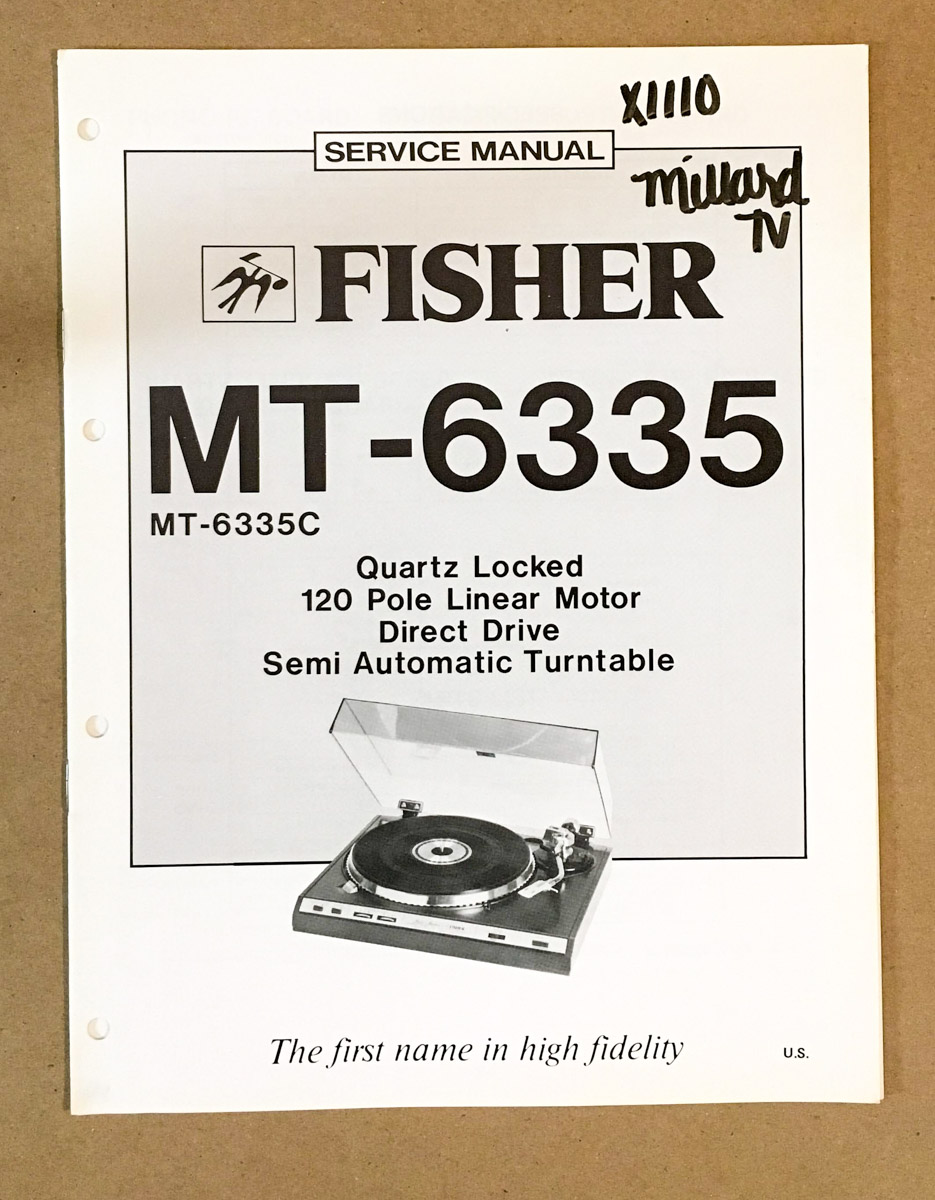 X1110
SERVICE MANUAL
Millard
TV
FISHER
MT-6335
MT-6335C
Quartz Locked
120 Pole Linear Motor
Direct Drive
Semi Automatic Turntable
The first name in high fidelity
U.S.